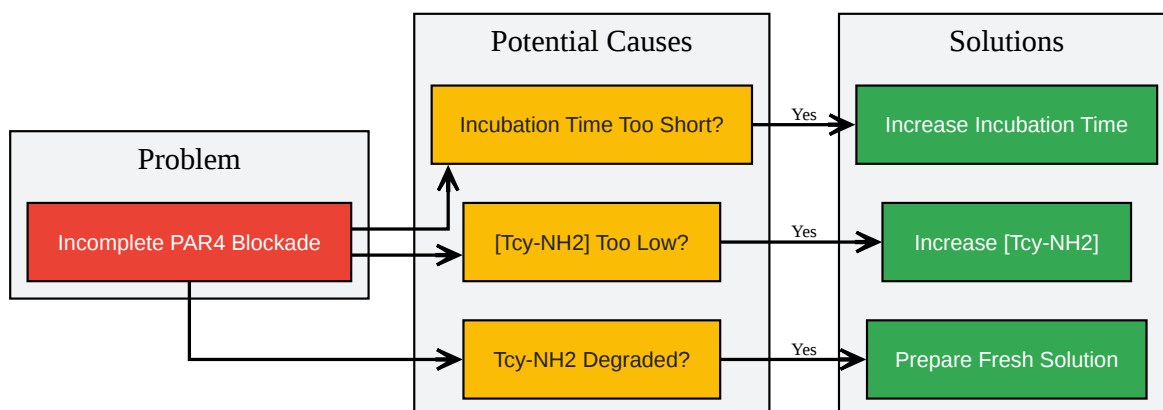 Potential Causes
Solutions
Problem
Incomplete PAR4 Blockade
Incubation Time Too Short?
Yes
Increase Incubation Time
[Tcy-NH2] Too Low?
Yes
Increase [Tcy-NH2]
Tcy-NH2 Degraded?
Yes
Prepare Fresh Solution